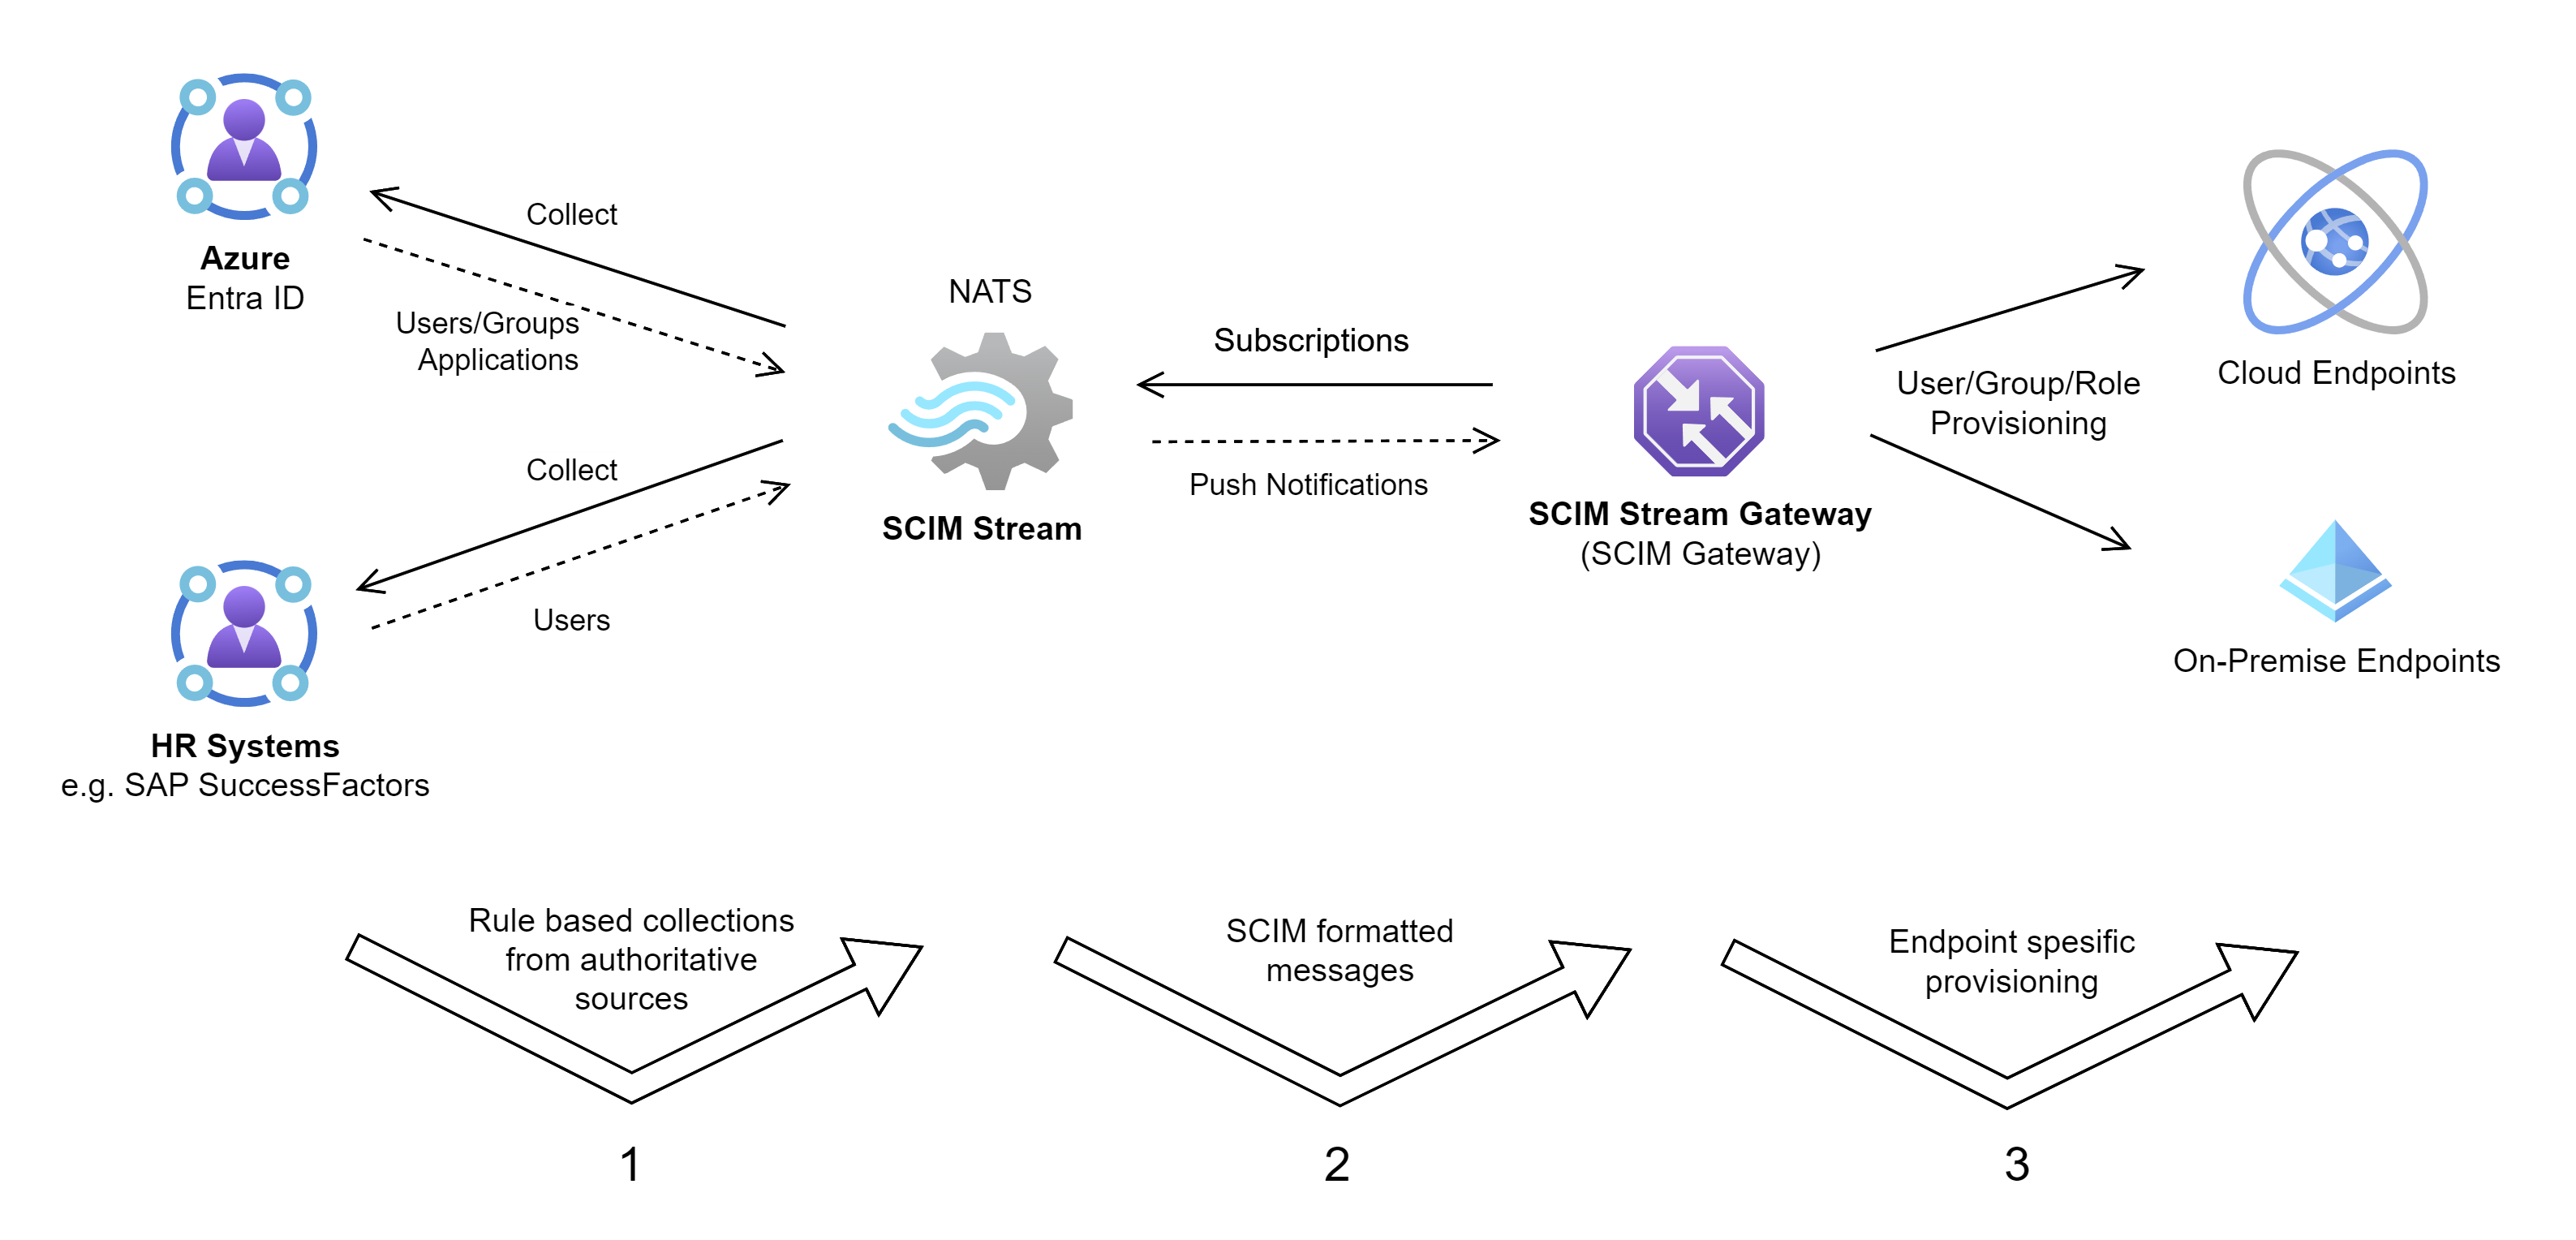 Azure
Entra ID
Collect
Users/Groups
Applications
NATS
SCIM Stream
Collect
Users
HR Systems
e.g. SAP SuccessFactors
Subscriptions
Push Notifications
SCIM Stream Gateway
(SCIM Gateway)
User/Group/Role
Provisioning
Cloud Endpoints
On-Premise Endpoints
Rule based collections
from authoritative
sources
1
SCIM formatted
messages
2
Endpoint spesific
provisioning
3